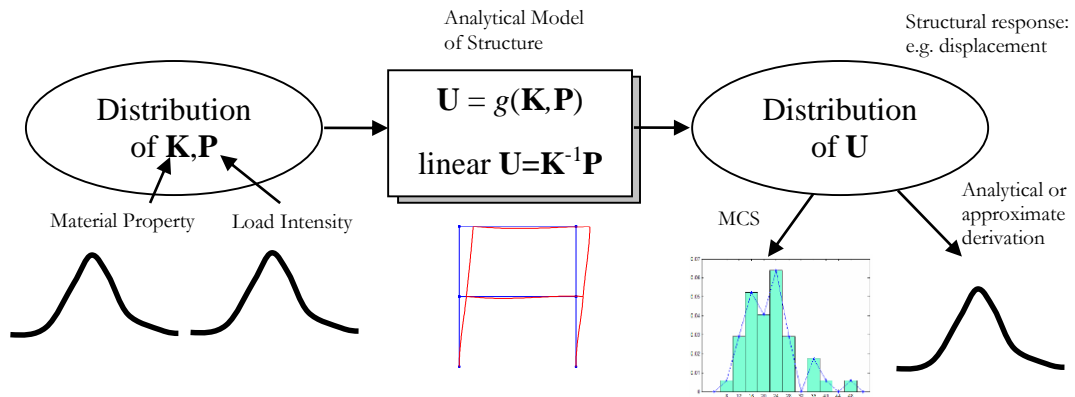 Analytical Model
of Structure
Structural response:
e.g. displacement
Distribution
of K,P
U = g(K,P)
linear U=K-1P
Distribution
of U
Material Property
Load Intensity
MCS
Analytical or
approximate
derivation